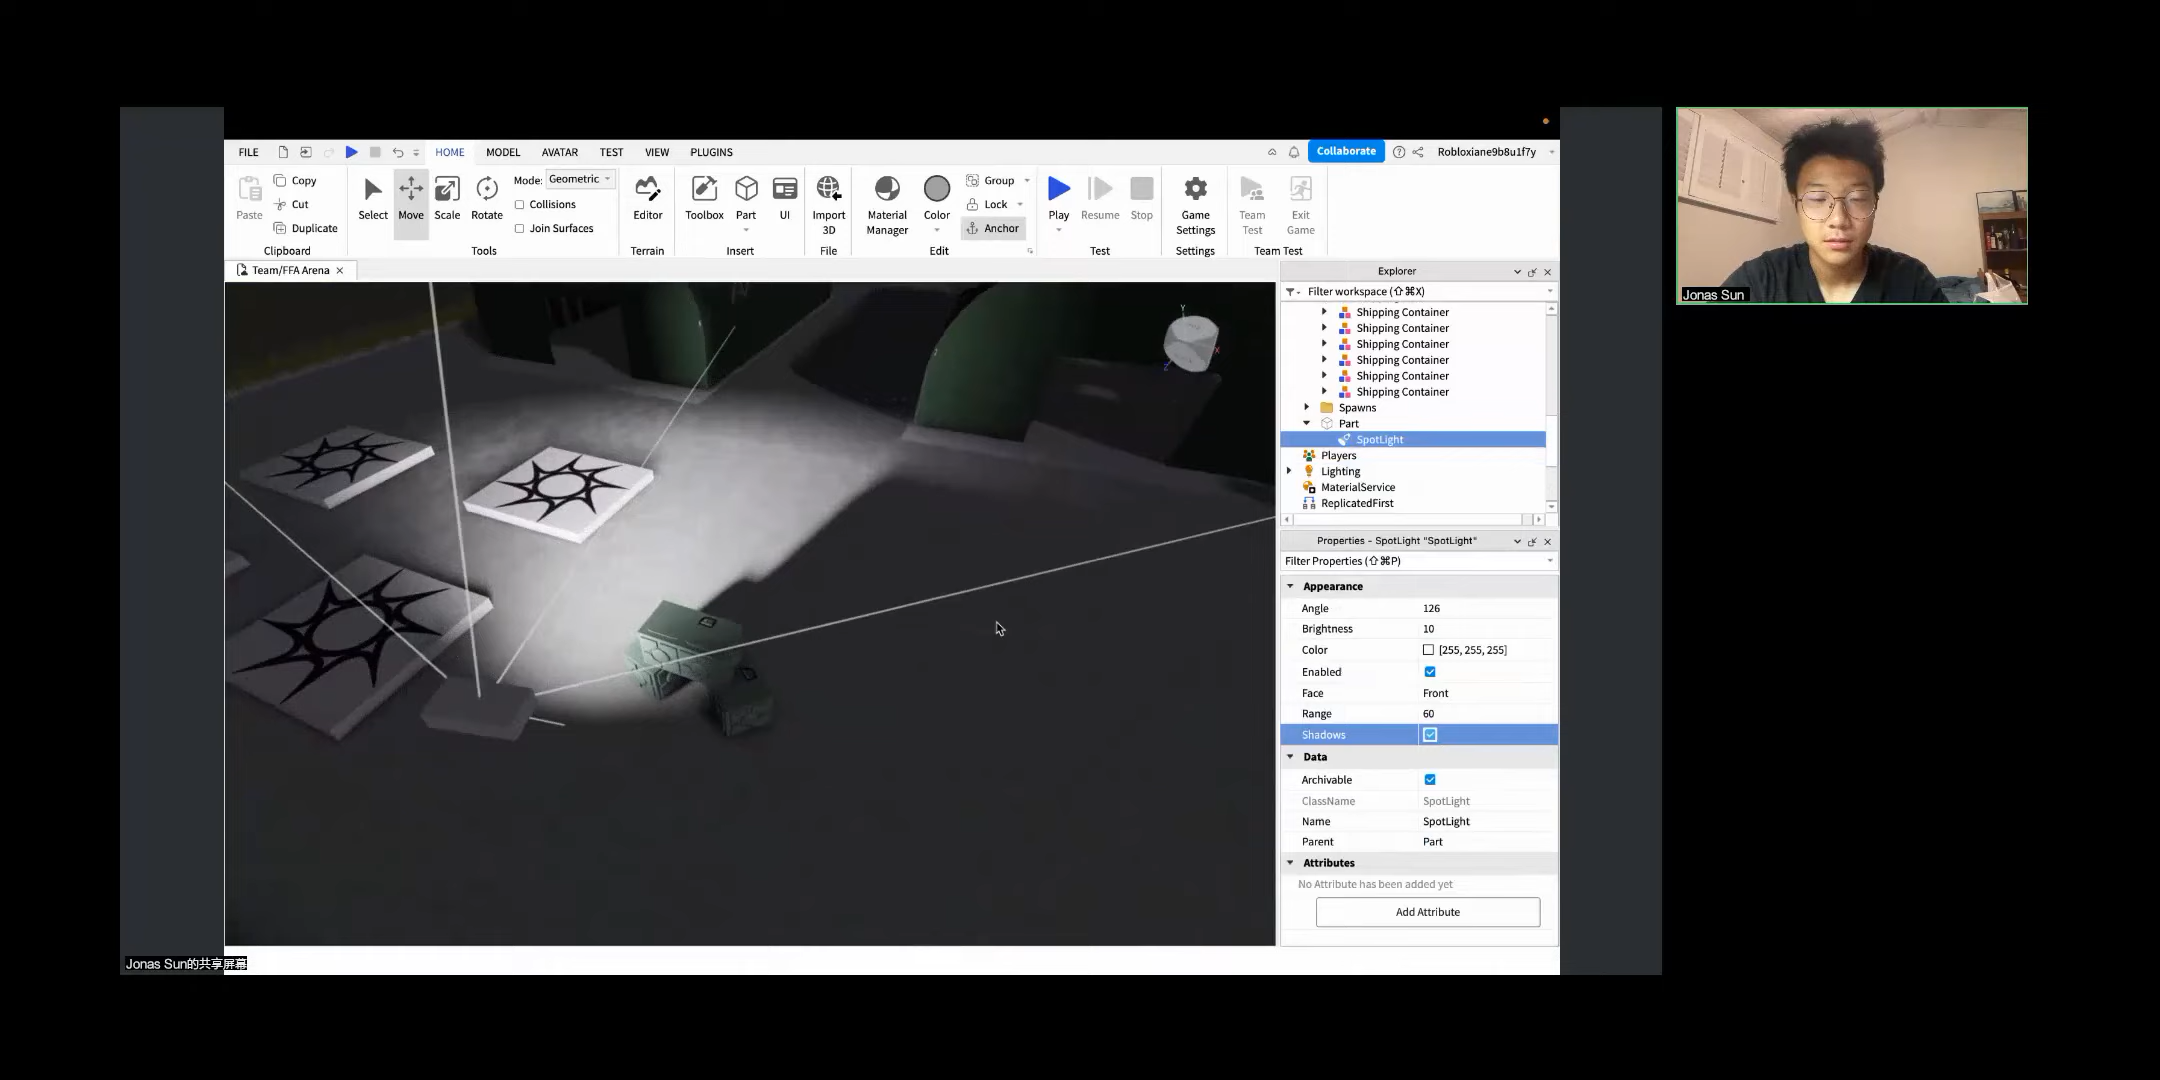 FILE
HOME
MODEL
AVATAR
TEST
VIEW
PLUGINS
Collaborate
Robloxiane9b8u1f7y
Paste
Copy
Cut
Duplicate
Clipboard
Select
Move
Scale
Rotate
Mode: Geometric
Collisions
Join Surfaces
Tools
Editor
Terrain
Toolbox
Part
UI
Insert
Import
3D
File
Material
Manager
Color
Group
Lock
Anchor
Edit
Play
Resume
Stop
Test
Game
Settings
Settings
Team
Test
Exit
Game
Team Test
Team/FFA Arena
Explorer
Filter workspace (⇧⌘X)
Shipping Container
Shipping Container
Shipping Container
Shipping Container
Shipping Container
Shipping Container
Spawns
Part
SpotLight
Players
Lighting
MaterialService
ReplicatedFirst
Properties - SpotLight "SpotLight"
Filter Properties (⇧⌘P)
Appearance
Angle 126
Brightness 10
Color [255, 255, 255]
Enabled
Face Front
Range 60
Shadows
Data
Archivable
ClassName SpotLight
Name SpotLight
Parent Part
Attributes
No Attribute has been added yet
Add Attribute
Y
X
Z
Jonas Sun
Jonas Sun的共享屏幕